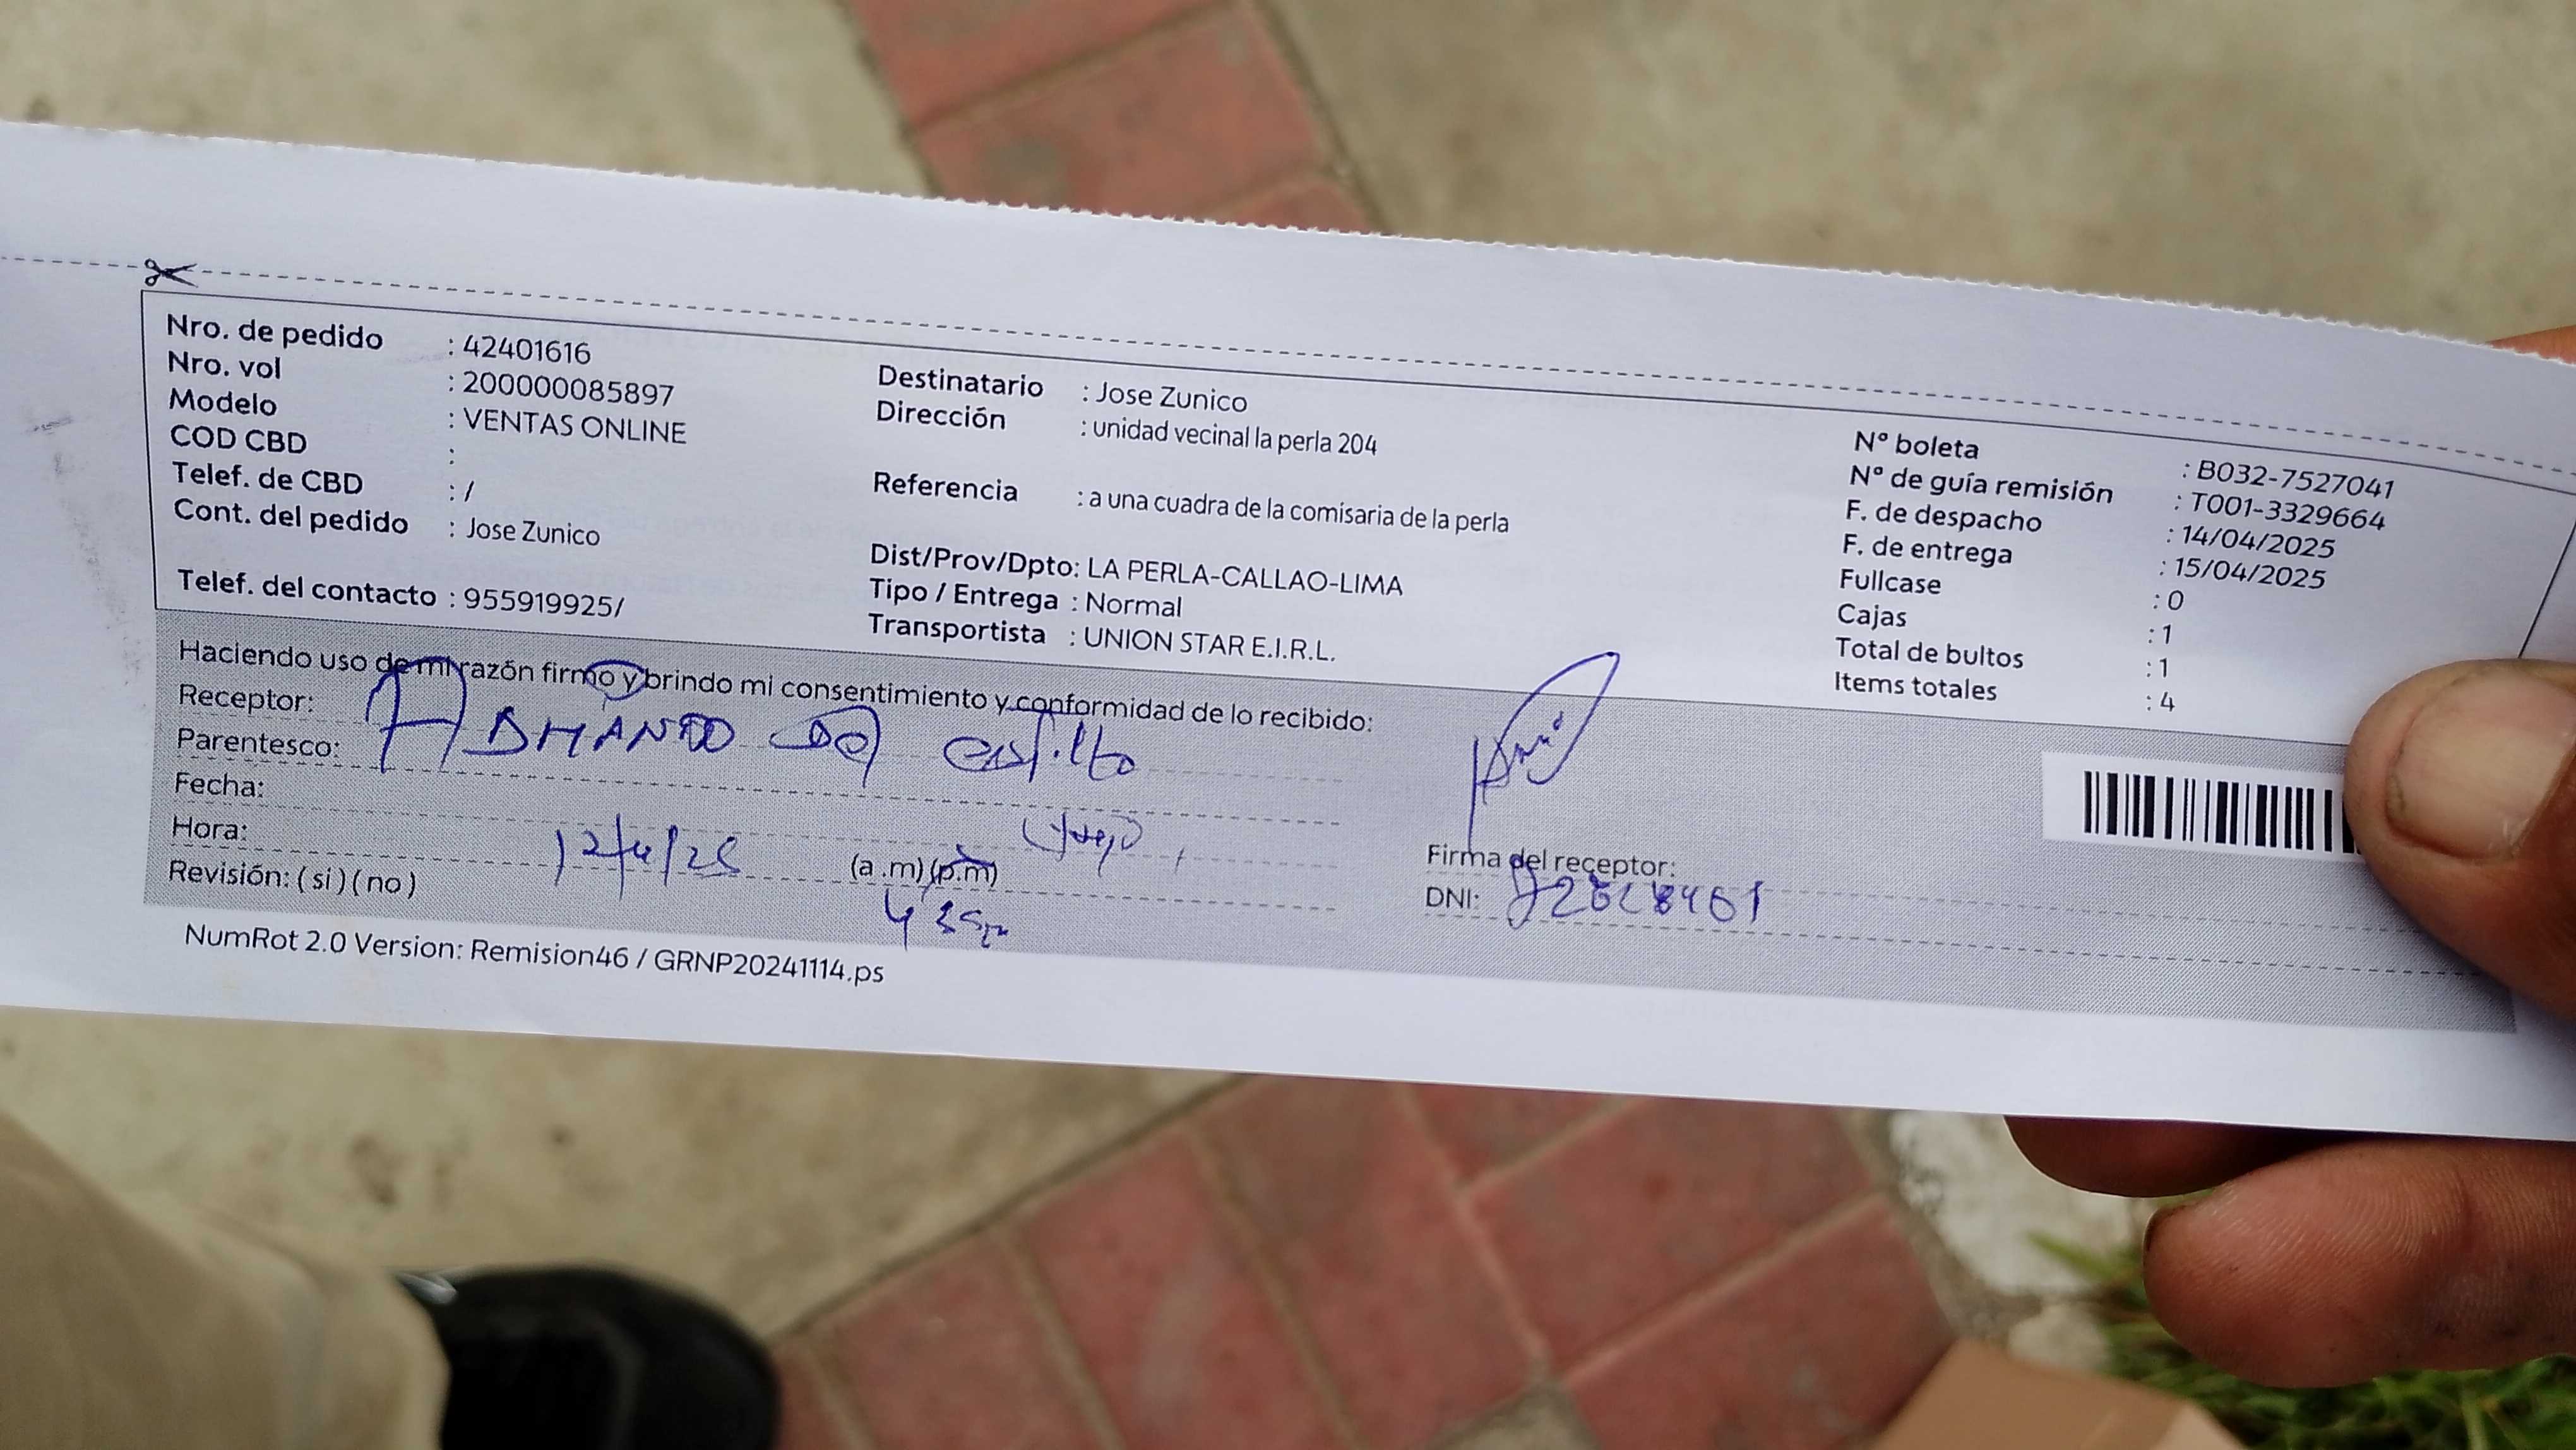 Nro. de pedido : 42401616
Nro. vol : 200000085897
Modelo : VENTAS ONLINE
COD CBD :
Telef. de CBD : /
Cont. del pedido : Jose Zunico
Telef. del contacto : 955919925/
Destinatario : Jose Zunico
Dirección : unidad vecinal la perla 204
Referencia : a una cuadra de la comisaria de la perla
Dist/Prov/Dpto: LA PERLA-CALLAO-LIMA
Tipo / Entrega : Normal
Transportista : UNION STAR E.I.R.L.
N° boleta : B032-7527041
N° de guía remisión : T001-3329664
F. de despacho : 14/04/2025
F. de entrega : 15/04/2025
Fullcase : 0
Cajas : 1
Total de bultos : 1
Items totales : 4
Haciendo uso de mi razón firmo y brindo mi consentimiento y conformidad de lo recibido:
Receptor:
Parentesco:
Fecha:
Hora: 12/4/25 (a .m) (p.m)
Revisión: ( si ) ( no )
Firma del receptor:
DNI:
NumRot 2.0 Version: Remision46 / GRNP20241114.ps